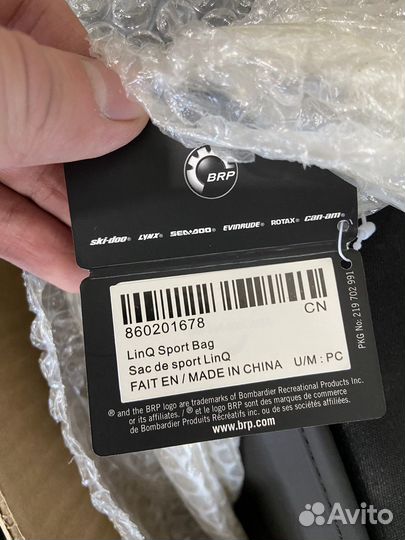 BRP
ski-doo LYNX SEA-DOO EVINRUDE ROTAX can-am
860201678 CN
LinQ Sport Bag
Sac de sport LinQ
FAIT EN / MADE IN CHINA U/M : PC
PKG No: 219 702 991
® and the BRP logo are trademarks of Bombardier Recreational Products Inc.
or its affiliates. / ® et le logo BRP sont des marques de commerce
de Bombardier Produits Récréatifs inc. ou de ses sociétés affiliées.
www.brp.com
Avito